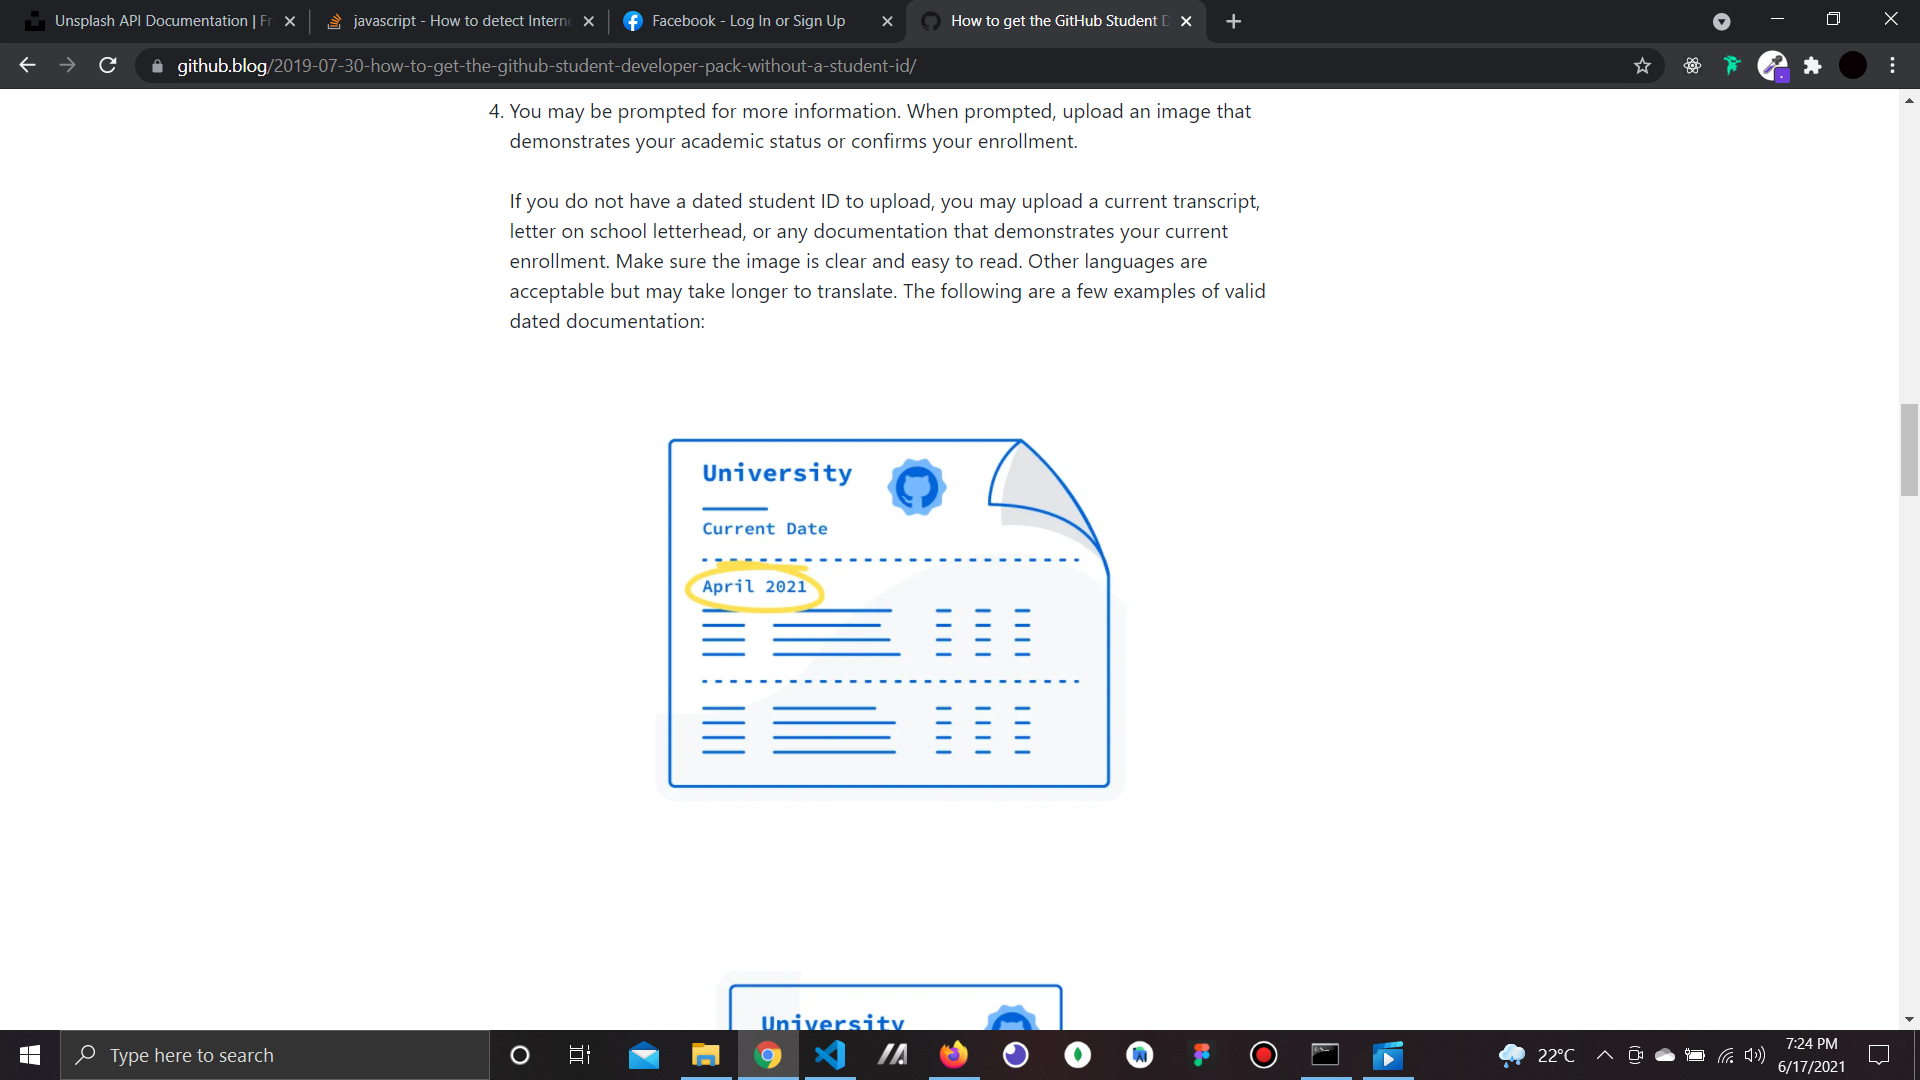 Unsplash API Documentation | Fr
javascript - How to detect Interne
Facebook - Log In or Sign Up
How to get the GitHub Student D
github.blog/2019-07-30-how-to-get-the-github-student-developer-pack-without-a-student-id/
4. You may be prompted for more information. When prompted, upload an image that
demonstrates your academic status or confirms your enrollment.
If you do not have a dated student ID to upload, you may upload a current transcript,
letter on school letterhead, or any documentation that demonstrates your current
enrollment. Make sure the image is clear and easy to read. Other languages are
acceptable but may take longer to translate. The following are a few examples of valid
dated documentation:
University
Current Date
April 2021
University
Type here to search
22°C
7:24 PM
6/17/2021